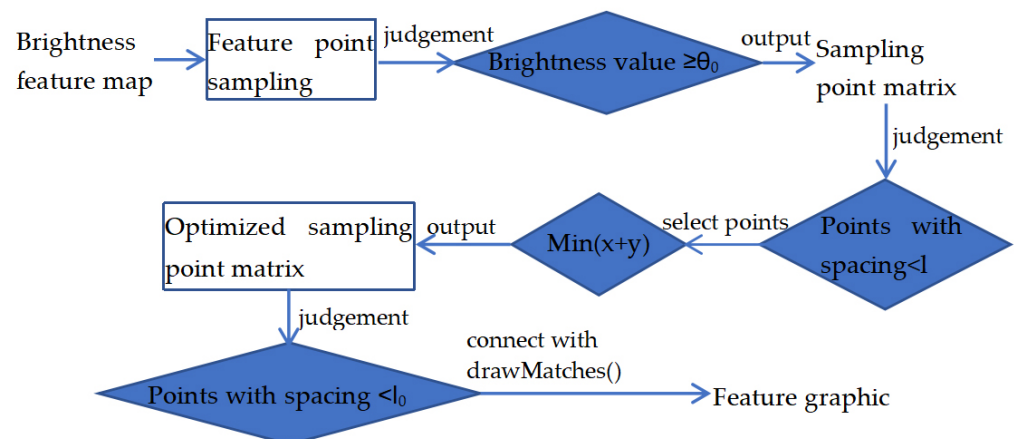 Brightness
feature map
Feature point
sampling
judgement
Brightness value ≥θ₀
output
Sampling
point matrix
judgement
Points with
spacing<l
select points
Min(x+y)
output
Optimized sampling
point matrix
judgement
Points with spacing <l₀
connect with
drawMatches()
Feature graphic